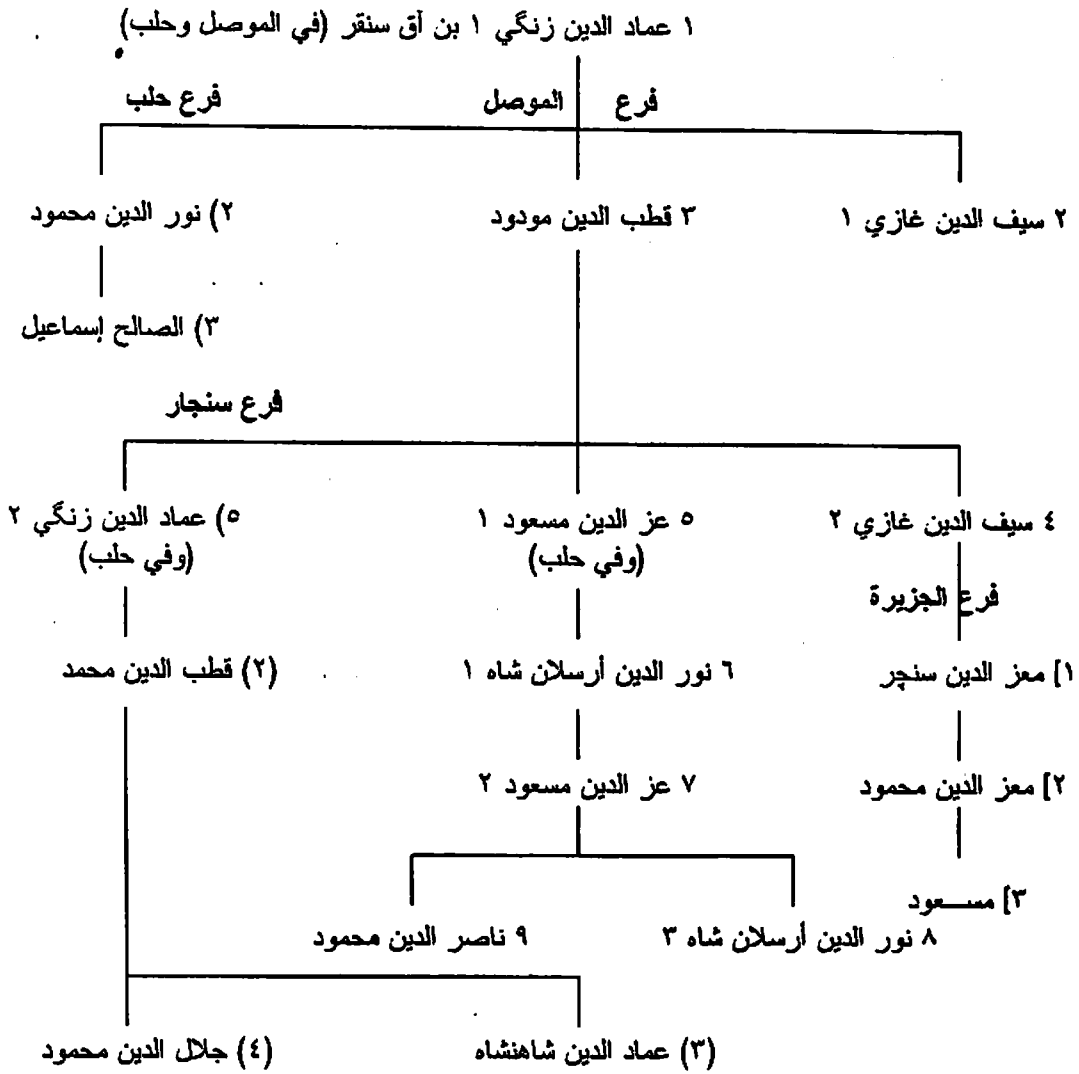 ١ عماد الدين زنگي ١ بن آق سنقر (في الموصل وحلب)
فرع الموصل
فرع حلب
٢ سيف الدين غازي ١
٣ قطب الدين مودود
٢) نور الدين محمود
٣) الصالح إسماعيل
فرع سنجار
٤ سيف الدين غازي ٢
٥ عز الدين مسعود ١
(وفي حلب)
٥) عماد الدين زنگي ٢
(وفي حلب)
فرع الجزيرة
١] معز الدين سنچر
٦ نور الدين أرسلان شاه ١
(٢) قطب الدين محمد
٢] معز الدين محمود
٧ عز الدين مسعود ٢
٣] مسعود
٨ نور الدين أرسلان شاه ٣
٩ ناصر الدين محمود
(٣) عماد الدين شاهنشاه
(٤) جلال الدين محمود